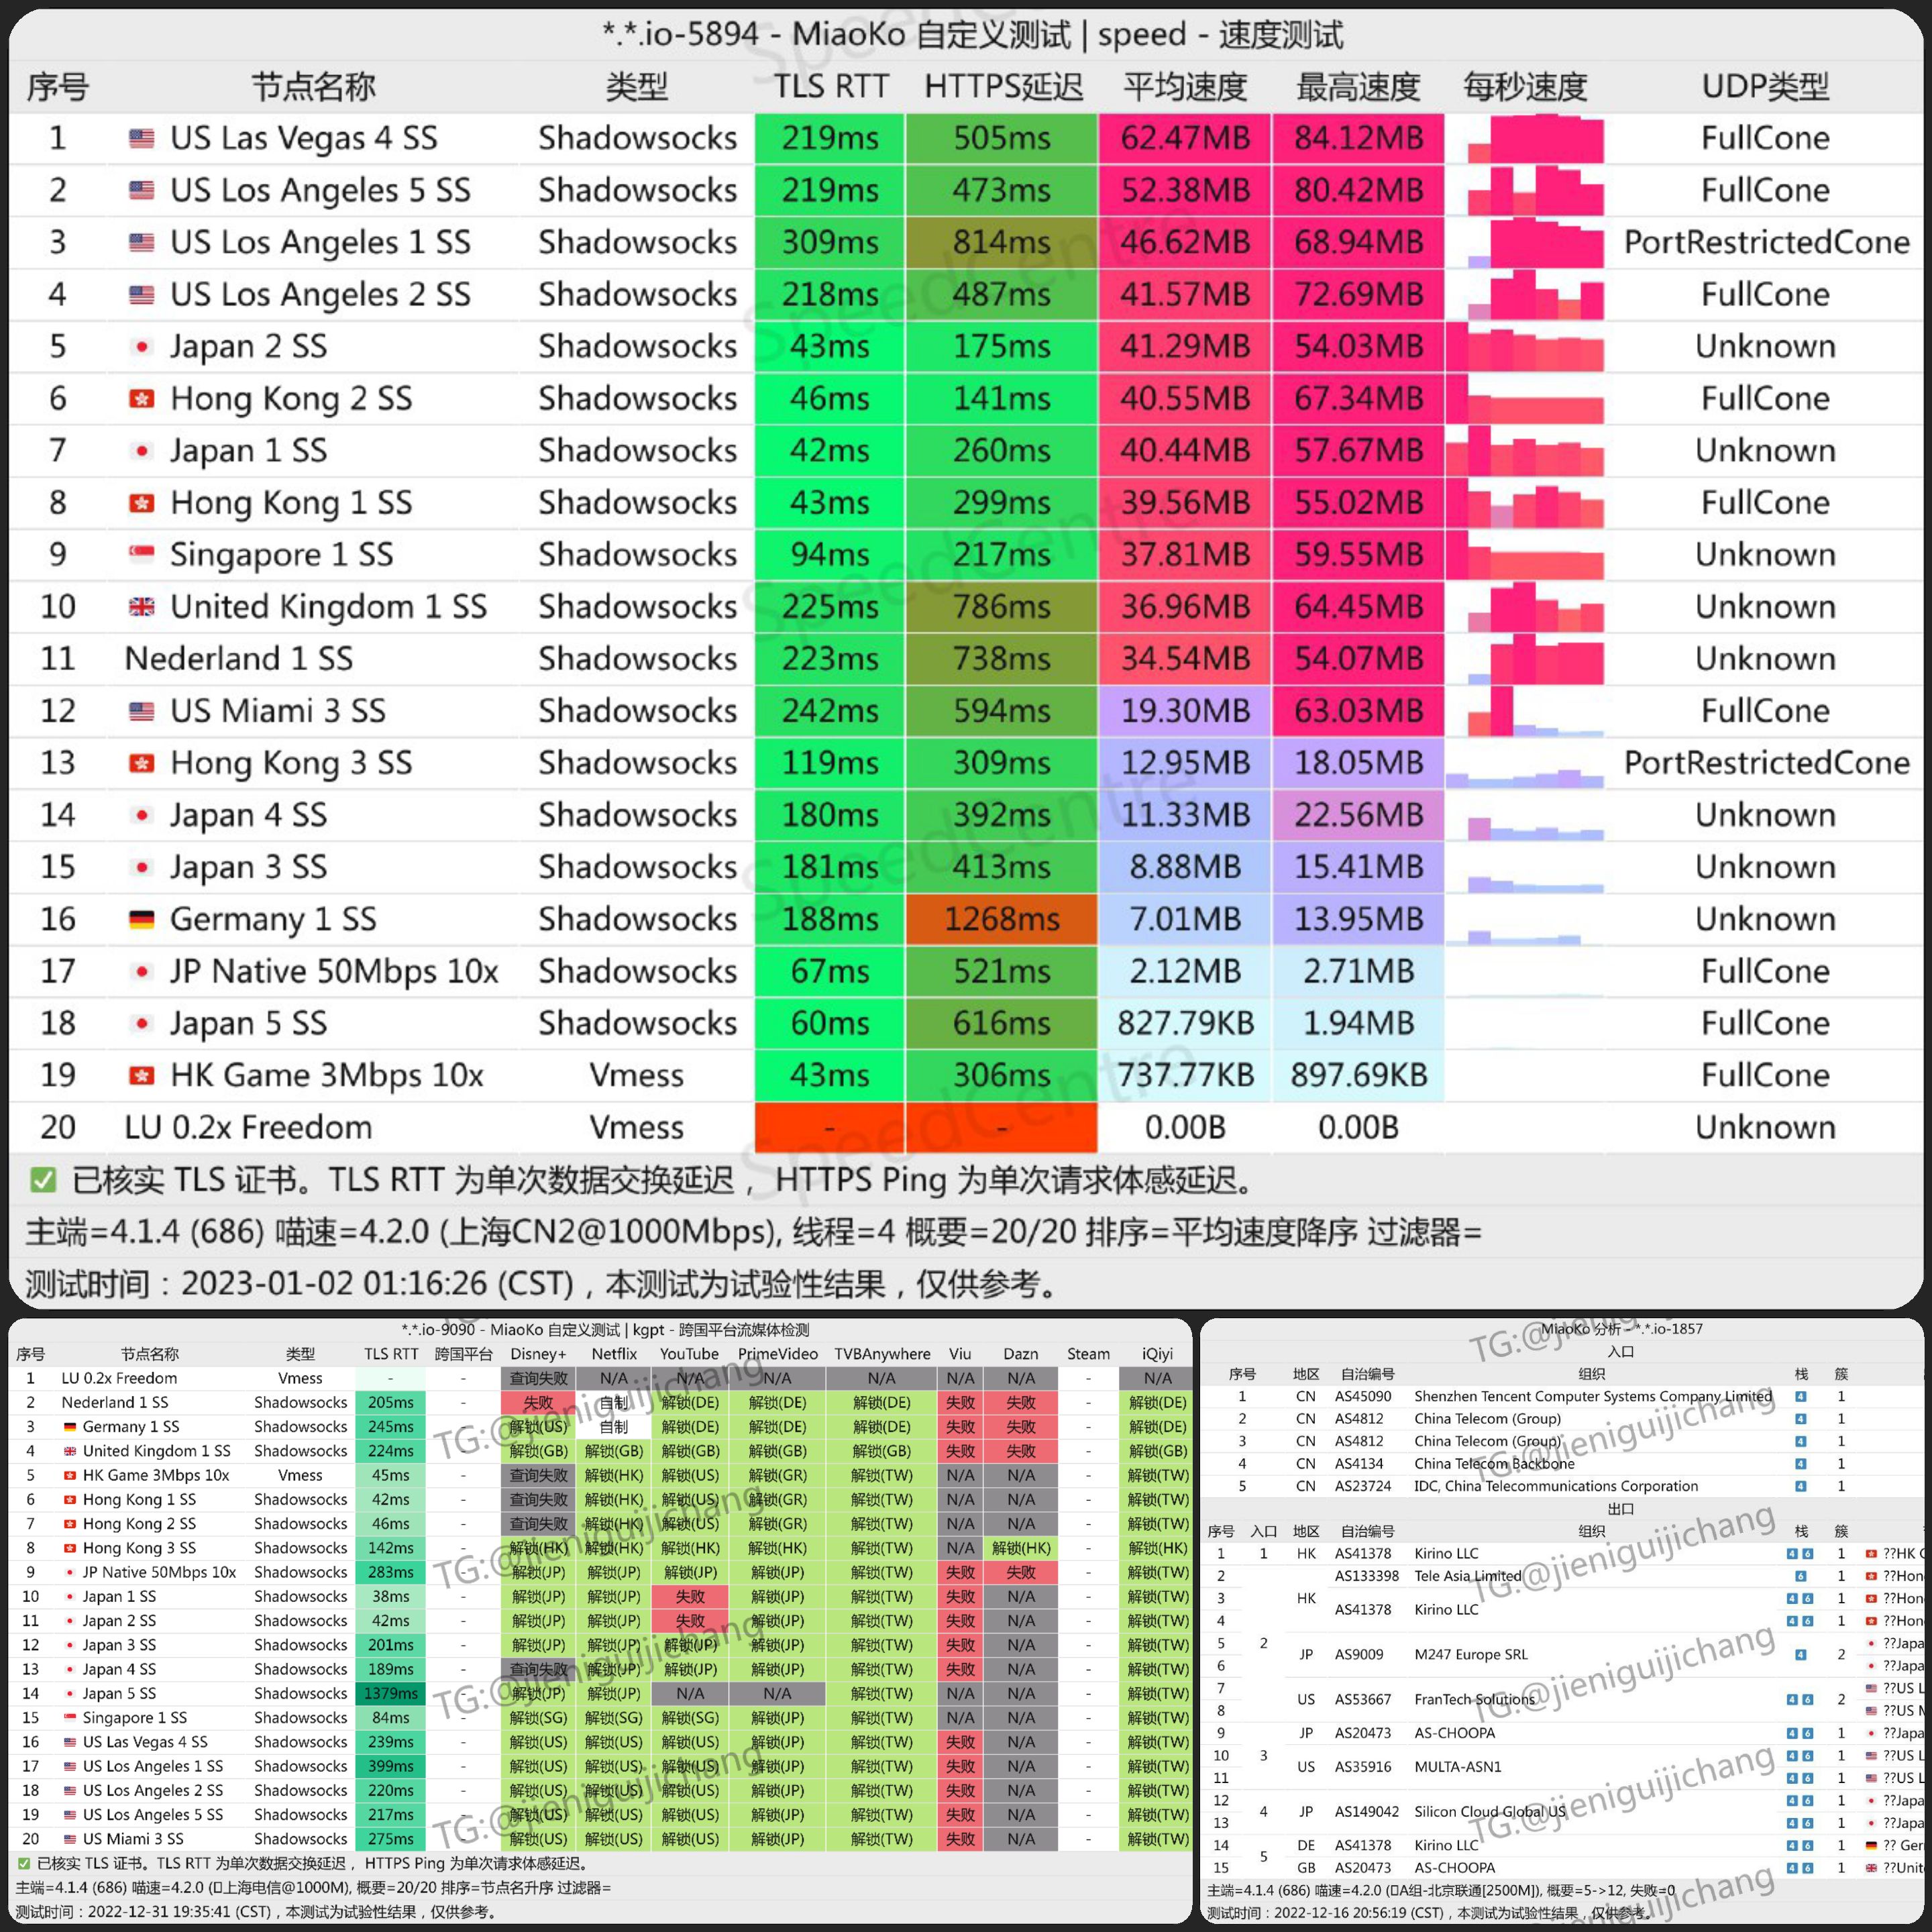 *.*.io-5894 - MiaoKo 自定义测试 | speed - 速度测试
序号 节点名称 类型 TLS RTT HTTPS延迟 平均速度 最高速度 每秒速度 UDP类型
1 US Las Vegas 4 SS Shadowsocks 219ms 505ms 62.47MB 84.12MB FullCone
2 US Los Angeles 5 SS Shadowsocks 219ms 473ms 52.38MB 80.42MB FullCone
3 US Los Angeles 1 SS Shadowsocks 309ms 814ms 46.62MB 68.94MB PortRestrictedCone
4 US Los Angeles 2 SS Shadowsocks 218ms 487ms 41.57MB 72.69MB FullCone
5 Japan 2 SS Shadowsocks 43ms 175ms 41.29MB 54.03MB Unknown
6 Hong Kong 2 SS Shadowsocks 46ms 141ms 40.55MB 67.34MB FullCone
7 Japan 1 SS Shadowsocks 42ms 260ms 40.44MB 57.67MB Unknown
8 Hong Kong 1 SS Shadowsocks 43ms 299ms 39.56MB 55.02MB FullCone
9 Singapore 1 SS Shadowsocks 94ms 217ms 37.81MB 59.55MB Unknown
10 United Kingdom 1 SS Shadowsocks 225ms 786ms 36.96MB 64.45MB Unknown
11 Nederland 1 SS Shadowsocks 223ms 738ms 34.54MB 54.07MB Unknown
12 US Miami 3 SS Shadowsocks 242ms 594ms 19.30MB 63.03MB FullCone
13 Hong Kong 3 SS Shadowsocks 119ms 309ms 12.95MB 18.05MB PortRestrictedCone
14 Japan 4 SS Shadowsocks 180ms 392ms 11.33MB 22.56MB Unknown
15 Japan 3 SS Shadowsocks 181ms 413ms 8.88MB 15.41MB Unknown
16 Germany 1 SS Shadowsocks 188ms 1268ms 7.01MB 13.95MB Unknown
17 JP Native 50Mbps 10x Shadowsocks 67ms 521ms 2.12MB 2.71MB FullCone
18 Japan 5 SS Shadowsocks 60ms 616ms 827.79KB 1.94MB FullCone
19 HK Game 3Mbps 10x Vmess 43ms 306ms 737.77KB 897.69KB FullCone
20 LU 0.2x Freedom Vmess - - 0.00B 0.00B Unknown
✅ 已核实 TLS 证书。TLS RTT 为单次数据交换延迟， HTTPS Ping 为单次请求体感延迟。
主端=4.1.4 (686) 喵速=4.2.0 (上海CN2@1000Mbps), 线程=4 概要=20/20 排序=平均速度降序 过滤器=
测试时间：2023-01-02 01:16:26 (CST)，本测试为试验性结果，仅供参考。
SpeedCentre
*.*.io-9090 - MiaoKo 自定义测试 | kgpt - 跨国平台流媒体检测
序号 节点名称 类型 TLS RTT 跨国平台 Disney+ Netflix YouTube PrimeVideo TVBAnywhere Viu Dazn Steam iQiyi
1 LU 0.2x Freedom Vmess - - 查询失败 N/A N/A N/A N/A N/A N/A - N/A
2 Nederland 1 SS Shadowsocks 205ms - 失败 自制 解锁(DE) 解锁(DE) 解锁(DE) 失败 失败 - 解锁(DE)
3 Germany 1 SS Shadowsocks 245ms - 解锁(US) 自制 解锁(DE) 解锁(DE) 解锁(DE) 失败 失败 - 解锁(DE)
4 United Kingdom 1 SS Shadowsocks 224ms - 解锁(GB) 解锁(GB) 解锁(GB) 解锁(GB) 解锁(GB) 失败 失败 - 解锁(GB)
5 HK Game 3Mbps 10x Vmess 45ms - 查询失败 解锁(HK) 解锁(US) 解锁(GR) 解锁(TW) N/A N/A - 解锁(TW)
6 Hong Kong 1 SS Shadowsocks 42ms - 查询失败 解锁(HK) 解锁(US) 解锁(GR) 解锁(TW) N/A N/A - 解锁(TW)
7 Hong Kong 2 SS Shadowsocks 46ms - 查询失败 解锁(HK) 解锁(US) 解锁(GR) 解锁(TW) N/A N/A - 解锁(TW)
8 Hong Kong 3 SS Shadowsocks 142ms - 解锁(HK) 解锁(HK) 解锁(HK) 解锁(HK) 解锁(TW) N/A 解锁(HK) - 解锁(HK)
9 JP Native 50Mbps 10x Shadowsocks 283ms - 解锁(JP) 解锁(JP) 解锁(JP) 解锁(JP) 解锁(TW) 失败 失败 - 解锁(TW)
10 Japan 1 SS Shadowsocks 38ms - 解锁(JP) 解锁(JP) 失败 解锁(JP) 解锁(TW) 失败 N/A - 解锁(TW)
11 Japan 2 SS Shadowsocks 42ms - 解锁(JP) 解锁(JP) 失败 解锁(JP) 解锁(TW) 失败 N/A - 解锁(TW)
12 Japan 3 SS Shadowsocks 201ms - 解锁(JP) 解锁(JP) 解锁(JP) 解锁(JP) 解锁(TW) 失败 N/A - 解锁(TW)
13 Japan 4 SS Shadowsocks 189ms - 查询失败 解锁(JP) 解锁(JP) 解锁(JP) 解锁(TW) 失败 N/A - 解锁(TW)
14 Japan 5 SS Shadowsocks 1379ms - 解锁(JP) 解锁(JP) N/A N/A 解锁(TW) N/A N/A - 解锁(TW)
15 Singapore 1 SS Shadowsocks 84ms - 解锁(SG) 解锁(SG) 解锁(SG) 解锁(JP) 解锁(TW) N/A N/A - 解锁(TW)
16 US Las Vegas 4 SS Shadowsocks 239ms - 解锁(US) 解锁(US) 解锁(US) 解锁(JP) 解锁(TW) 失败 N/A - 解锁(TW)
17 US Los Angeles 1 SS Shadowsocks 399ms - 解锁(US) 解锁(US) 解锁(US) 解锁(JP) 解锁(TW) 失败 N/A - 解锁(TW)
18 US Los Angeles 2 SS Shadowsocks 220ms - 解锁(US) 解锁(US) 解锁(US) 解锁(JP) 解锁(TW) 失败 N/A - 解锁(TW)
19 US Los Angeles 5 SS Shadowsocks 217ms - 解锁(US) 解锁(US) 解锁(US) 解锁(JP) 解锁(TW) 失败 N/A - 解锁(TW)
20 US Miami 3 SS Shadowsocks 275ms - 解锁(US) 解锁(US) 解锁(US) 解锁(JP) 解锁(TW) 失败 N/A - 解锁(TW)
✅ 已核实 TLS 证书。TLS RTT 为单次数据交换延迟， HTTPS Ping 为单次请求体感延迟。
主端=4.1.4 (686) 喵速=4.2.0 (上海电信@1000M), 概要=20/20 排序=节点名升序 过滤器=
测试时间：2022-12-31 19:35:41 (CST)，本测试为试验性结果，仅供参考。
TG:@jieniguijichang
MiaoKo 分析 - *.*.io-1857
入口
序号 地区 自治编号 组织 栈 簇
1 CN AS45090 Shenzhen Tencent Computer Systems Company Limited 4 1
2 CN AS4812 China Telecom (Group) 4 1
3 CN AS4812 China Telecom (Group) 4 1
4 CN AS4134 China Telecom Backbone 4 1
5 CN AS23724 IDC, China Telecommunications Corporation 4 1
出口
序号 入口 地区 自治编号 组织 栈 簇
1 1 HK AS41378 Kirino LLC 4 6 1 ??HK
2 AS133398 Tele Asia Limited 6 1 ??Hon
3 HK 4 6 1 ??Hon
AS41378 Kirino LLC
4 4 6 1 ??Hon
5 2 ??Japa
JP AS9009 M247 Europe SRL 4 2
6 ??Japa
7 ??US L
US AS53667 FranTech Solutions 4 6 2
8 ??US M
9 JP AS20473 AS-CHOOPA 4 6 1 ??Japa
10 3 4 6 1 ??US L
US AS35916 MULTA-ASN1
11 4 6 1 ??US L
12 4 6 1 ??Japa
4 JP AS149042 Silicon Cloud Global US
13 4 6 1 ??Japa
14 DE AS41378 Kirino LLC 4 6 1 ?? Ger
5
15 GB AS20473 AS-CHOOPA 4 6 1 ??Unit
主端=4.1.4 (686) 喵速=4.2.0 (A组-北京联通[2500M]), 概要=5->12, 失败=0
测试时间：2022-12-16 20:56:19 (CST)，本测试为试验性结果，仅供参考。
TG:@jieniguijichang